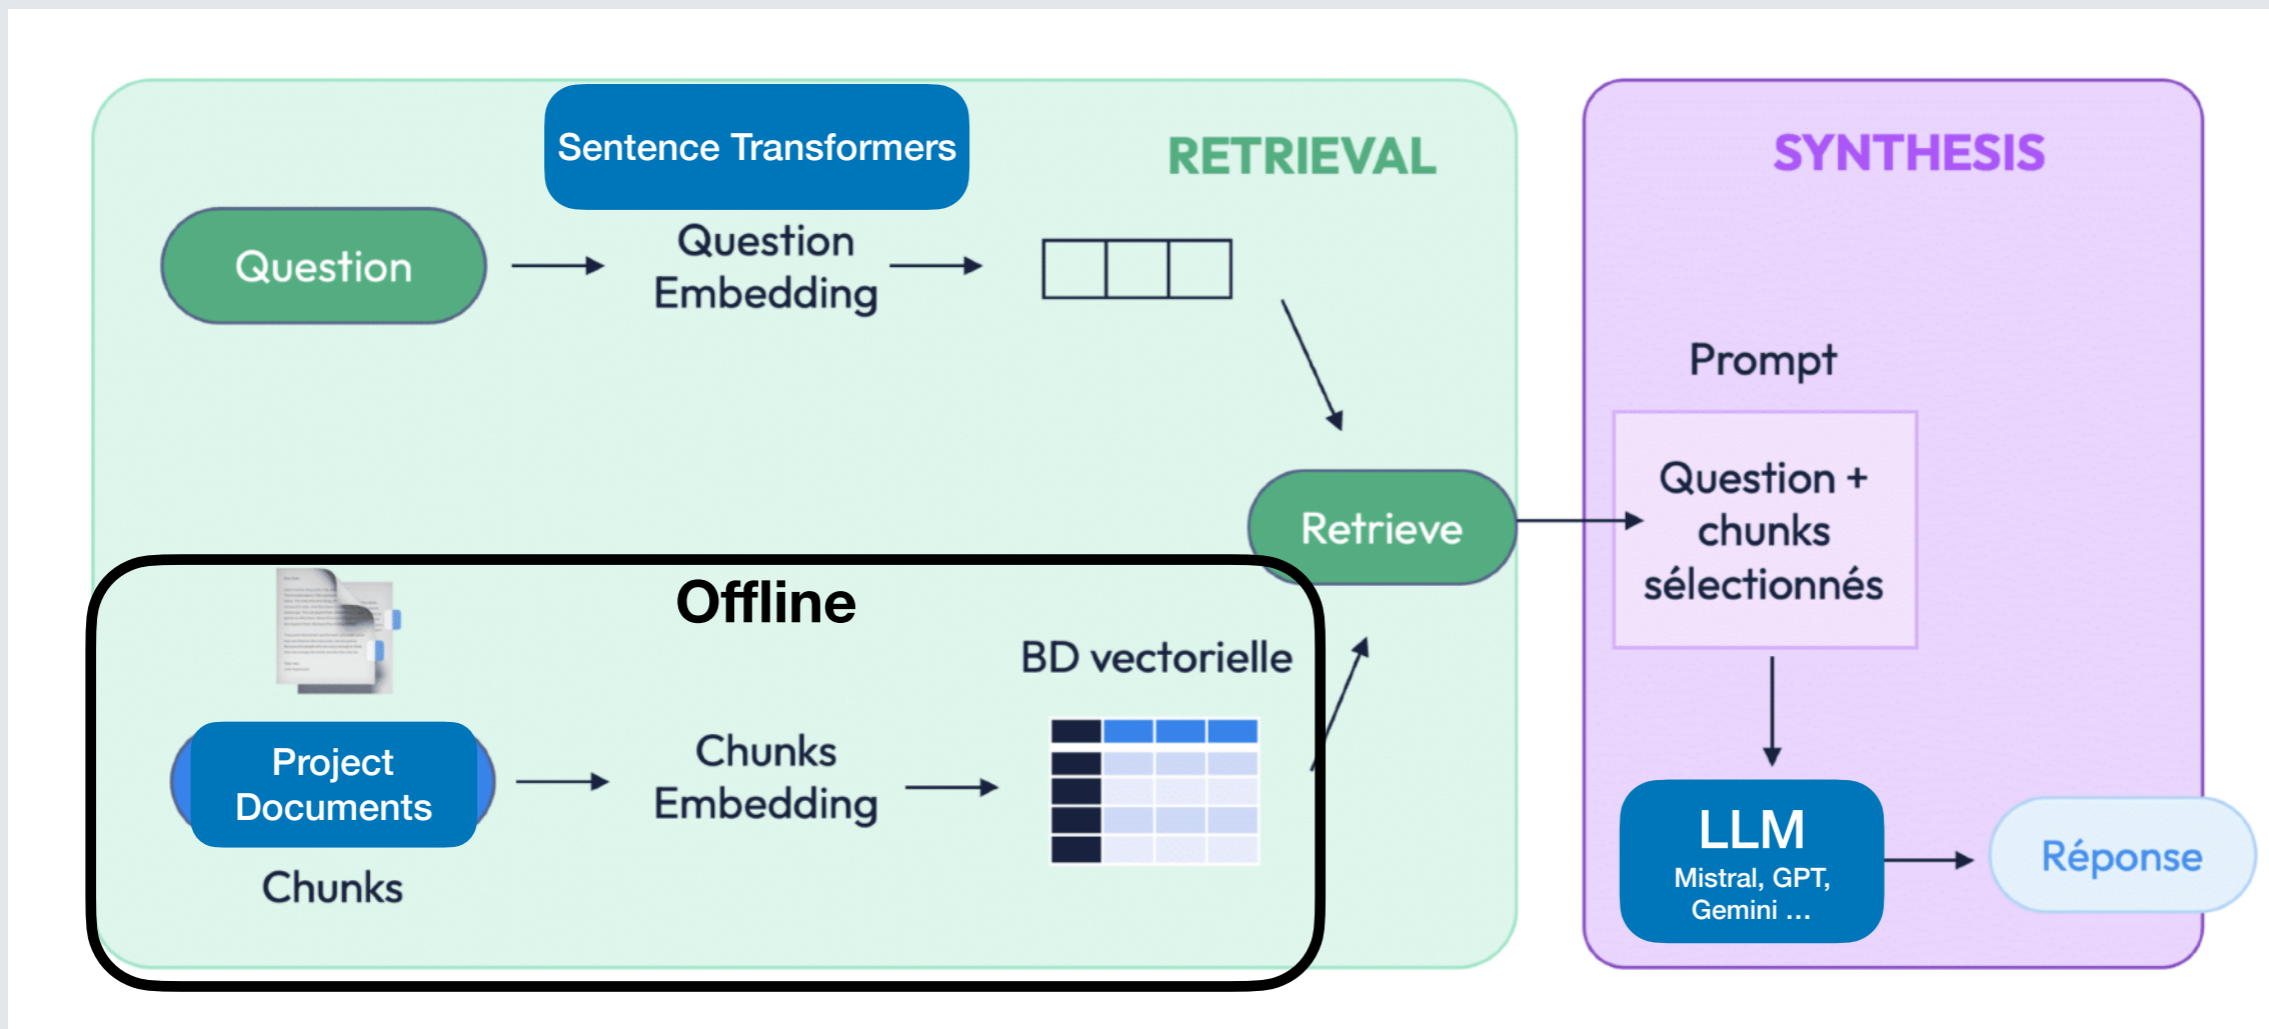 Sentence Transformers
RETRIEVAL
Question
Question
Embedding
Retrieve
Offline
Project
Documents
Chunks
Chunks
Embedding
BD vectorielle
SYNTHESIS
Prompt
Question +
chunks
sélectionnés
LLM
Mistral, GPT,
Gemini ...
Réponse